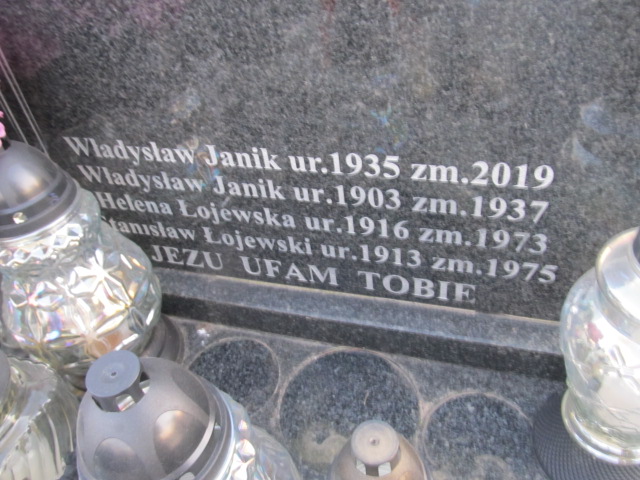 Władysław Janik ur.1935 zm.2019
Władysław Janik ur.1903 zm.1937
Helena Łojewska ur.1916 zm.1973
Stanisław Łojewski ur.1913 zm.1975
JEZU UFAM TOBIE